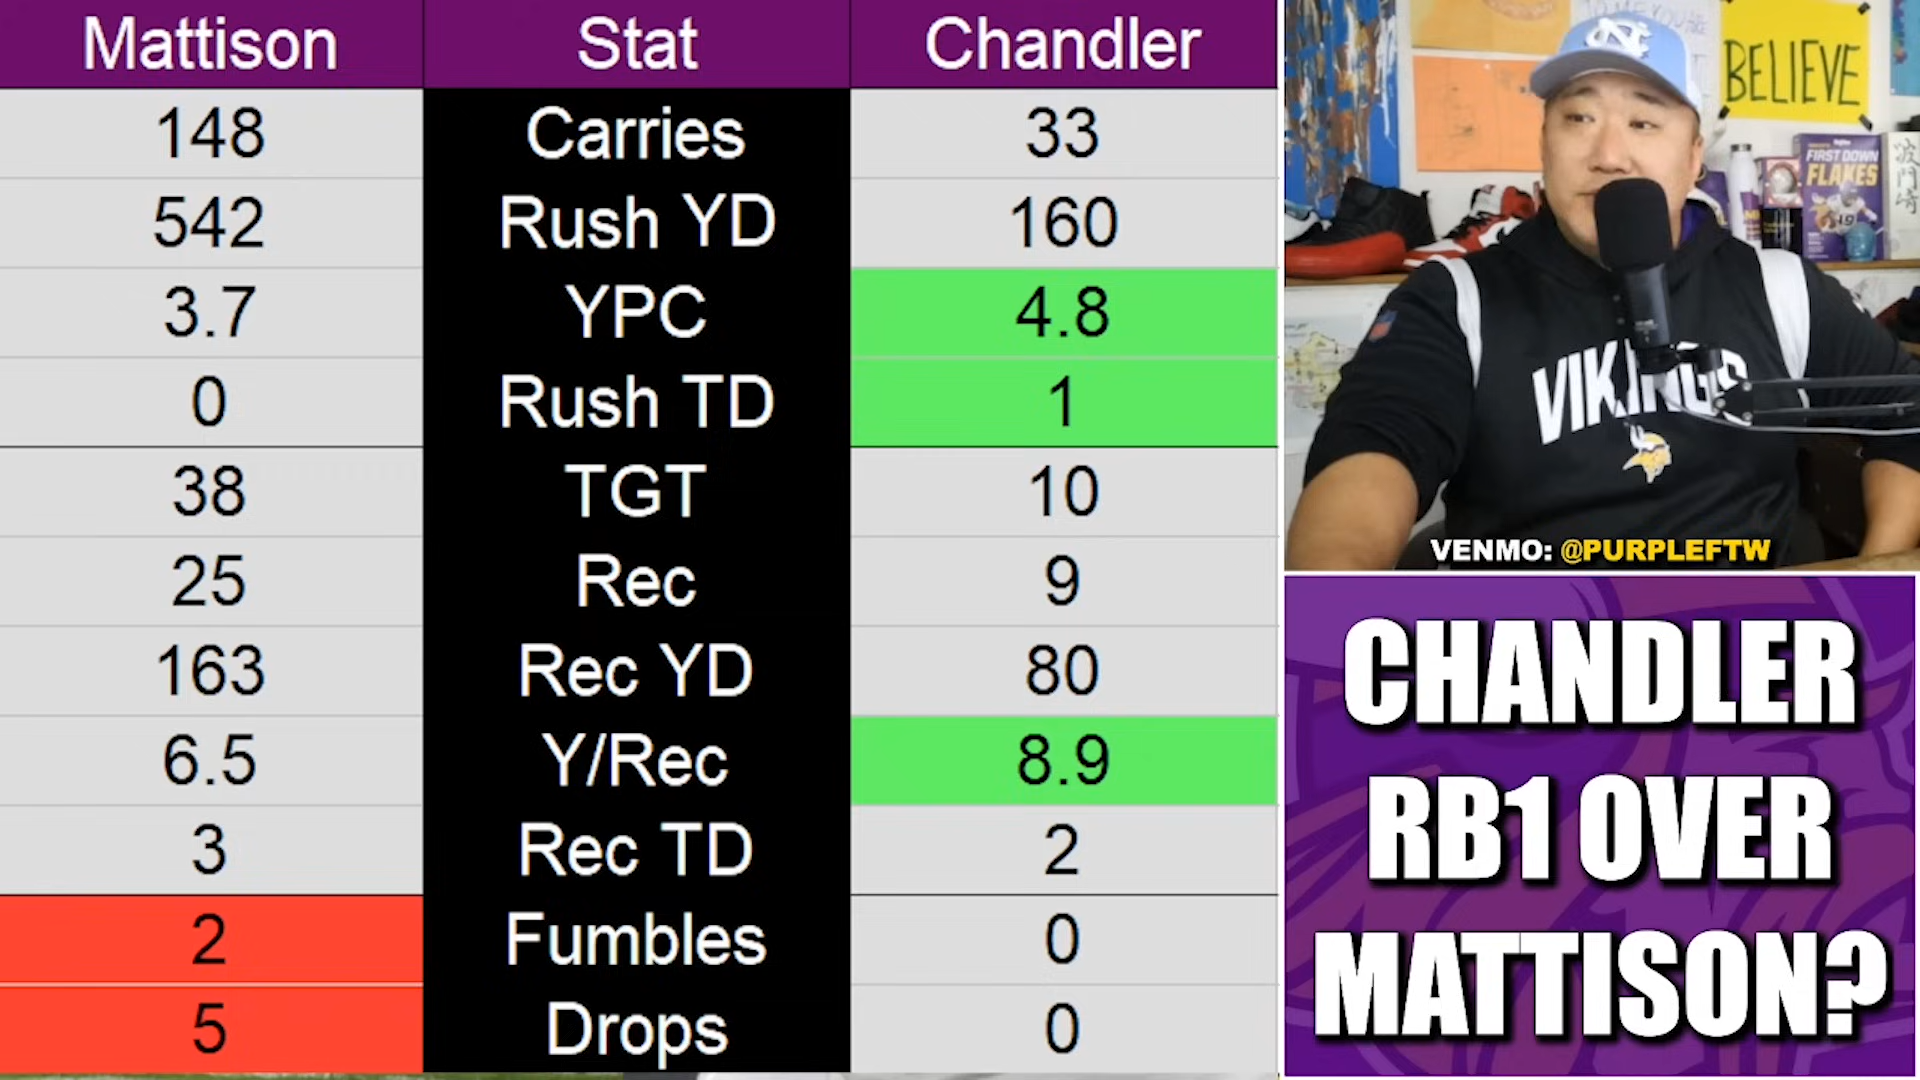 Mattison Stat Chandler
148 Carries 33
542 Rush YD 160
3.7 YPC 4.8
0 Rush TD 1
38 TGT 10
25 Rec 9
163 Rec YD 80
6.5 Y/Rec 8.9
3 Rec TD 2
2 Fumbles 0
5 Drops 0
NC
BELIEVE
FIRST DOWN
FLAKES
19
VIKINGS
VENMO: @PURPLEFTW
CHANDLER
RB1 OVER
MATTISON?